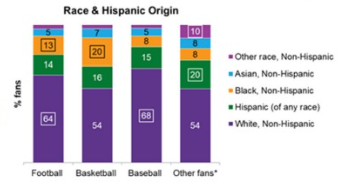 Race & Hispanic Origin
% fans
5
13
14
64
Football
7
20
16
54
Basketball
5
8
15
68
Baseball
10
8
8
20
54
Other fans*
Other race, Non-Hispanic
Asian, Non-Hispanic
Black, Non-Hispanic
Hispanic (of any race)
White, Non-Hispanic